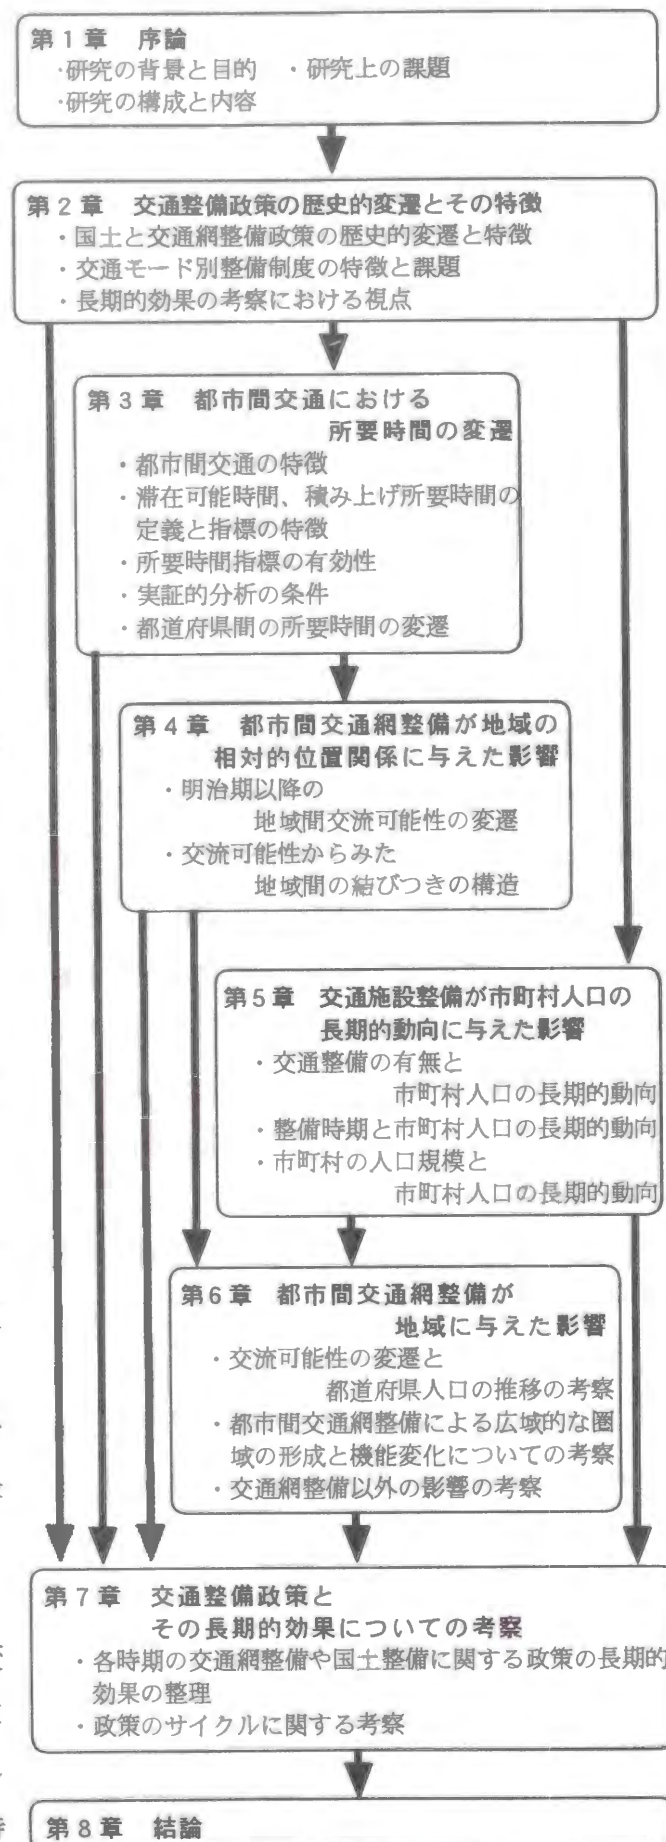 第1章　序論
・研究の背景と目的　・研究上の課題
・研究の構成と内容
第2章　交通整備政策の歴史的変遷とその特徴
・国土と交通網整備政策の歴史的変遷と特徴
・交通モード別整備制度の特徴と課題
・長期的効果の考察における視点
第3章　都市間交通における
所要時間の変遷
・都市間交通の特徴
・滞在可能時間、積み上げ所要時間の
定義と指標の特徴
・所要時間指標の有効性
・実証的分析の条件
・都道府県間の所要時間の変遷
第4章　都市間交通網整備が地域の
相対的位置関係に与えた影響
・明治期以降の
地域間交流可能性の変遷
・交流可能性からみた
地域間の結びつきの構造
第5章　交通施設整備が市町村人口の
長期的動向に与えた影響
・交通整備の有無と
市町村人口の長期的動向
・整備時期と市町村人口の長期的動向
・市町村の人口規模と
市町村人口の長期的動向
第6章　都市間交通網整備が
地域に与えた影響
・交流可能性の変遷と
都道府県人口の推移の考察
・都市間交通網整備による広域的な圏
域の形成と機能変化についての考察
・交通網整備以外の影響の考察
第7章　交通整備政策と
その長期的効果についての考察
・各時期の交通網整備や国土整備に関する政策の長期的
効果の整理
・政策のサイクルに関する考察
第8章　結論